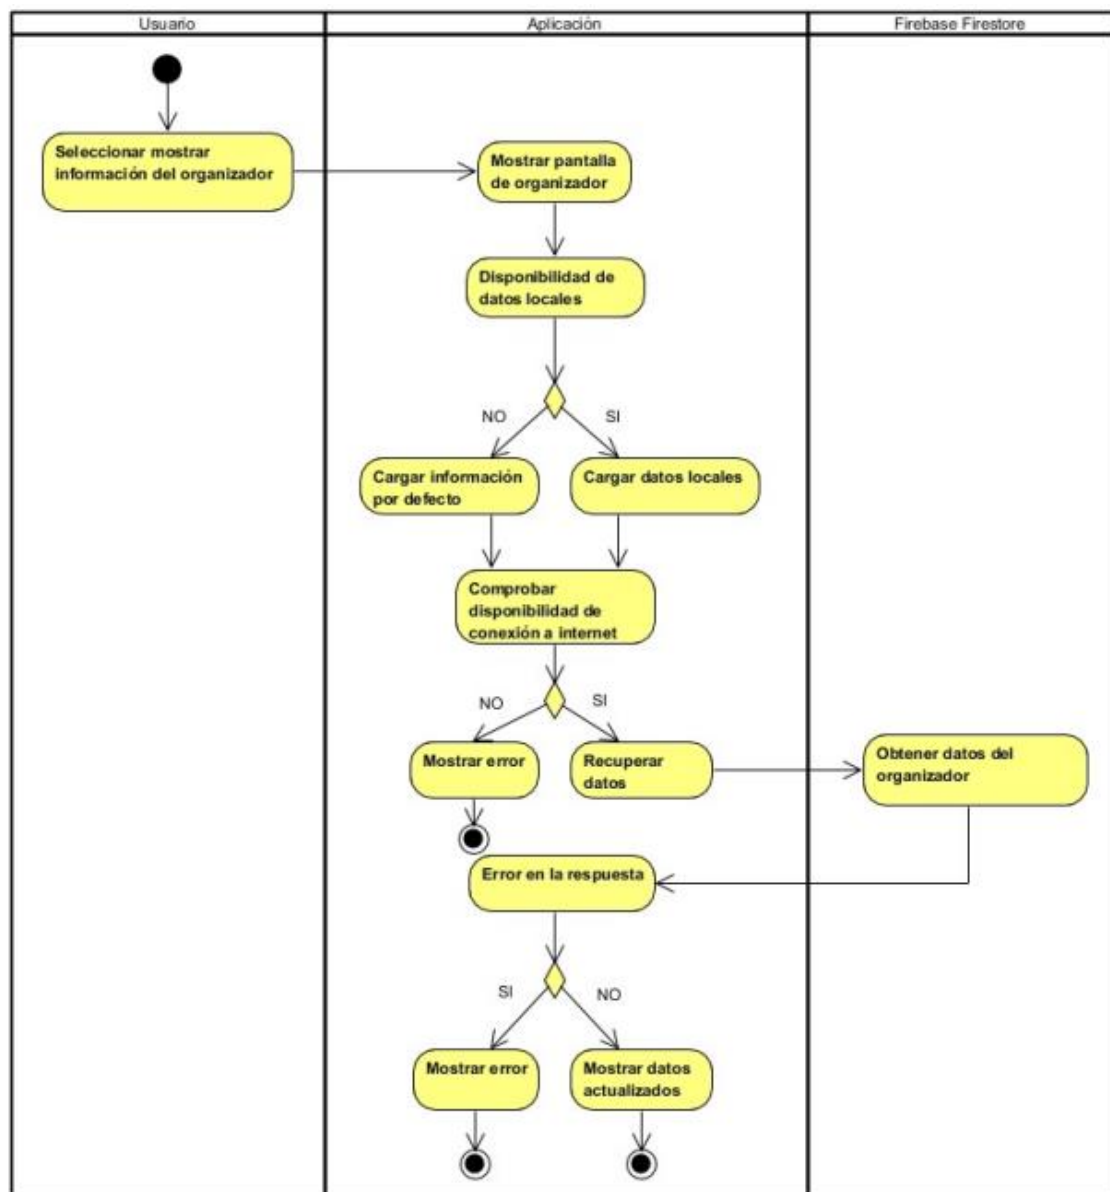 Usuario
Aplicación
Firebase Firestore
Seleccionar mostrar
información del organizador
Mostrar pantalla
de organizador
Disponibilidad de
datos locales
NO
SI
Cargar información
por defecto
Cargar datos locales
Comprobar
disponibilidad de
conexión a internet
NO
SI
Mostrar error
Recuperar
datos
Obtener datos del
organizador
Error en la respuesta
SI
NO
Mostrar error
Mostrar datos
actualizados